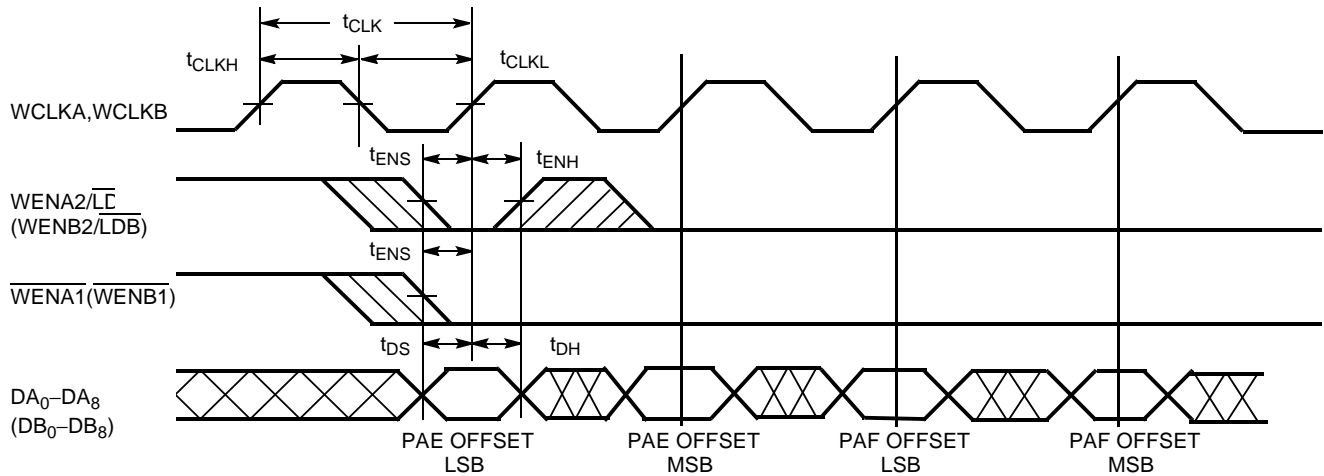 tCLK
tCLKH
tCLKL
WCLKA,WCLKB
tENS
tENH
WENA2/LD
(WENB2/LDB)
tENS
WENA1(WENB1)
tDS
tDH
DA0–DA8
(DB0–DB8)
PAE OFFSET
LSB
PAE OFFSET
MSB
PAF OFFSET
LSB
PAF OFFSET
MSB